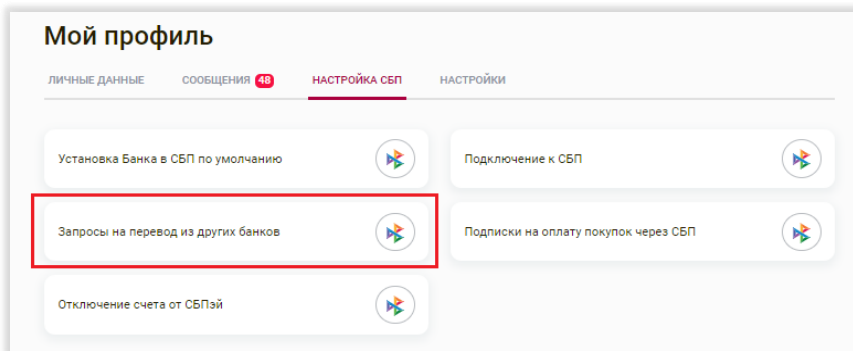 Мой профиль
ЛИЧНЫЕ ДАННЫЕ СООБЩЕНИЯ 48 НАСТРОЙКА СБП НАСТРОЙКИ
Установка Банка в СБП по умолчанию
Подключение к СБП
Запросы на перевод из других банков
Подписки на оплату покупок через СБП
Отключение счета от СБПэй